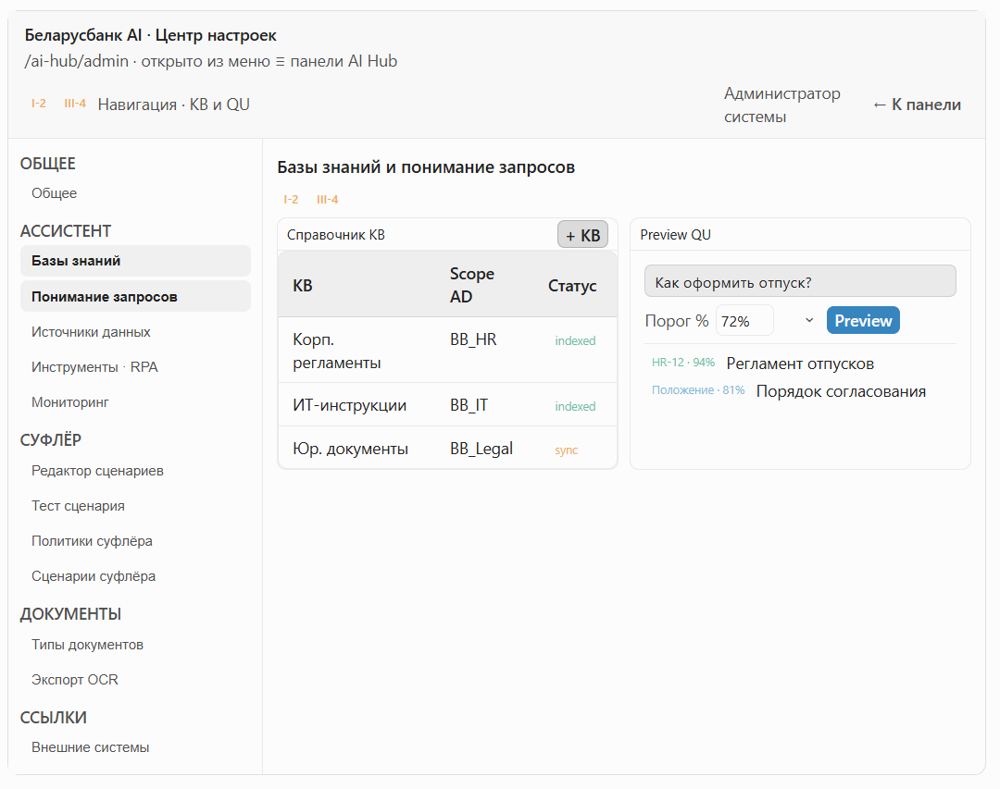 Беларусбанк AI · Центр настроек
/ai-hub/admin · открыто из меню ☰ панели AI Hub
I-2 III-4 Навигация · KB и QU
Администратор
системы
← К панели
ОБЩЕЕ
Общее
АССИСТЕНТ
Базы знаний
Понимание запросов
Источники данных
Инструменты · RPA
Мониторинг
СУФЛЁР
Редактор сценариев
Тест сценария
Политики суфлёра
Сценарии суфлёра
ДОКУМЕНТЫ
Типы документов
Экспорт OCR
ССЫЛКИ
Внешние системы
Базы знаний и понимание запросов
I-2 III-4
Справочник KB + KB
KB Scope AD Статус
Корп. регламенты BB_HR indexed
ИТ-инструкции BB_IT indexed
Юр. документы BB_Legal sync
Preview QU
Как оформить отпуск?
Порог % 72% Preview
HR-12 · 94% Регламент отпусков
Положение · 81% Порядок согласования